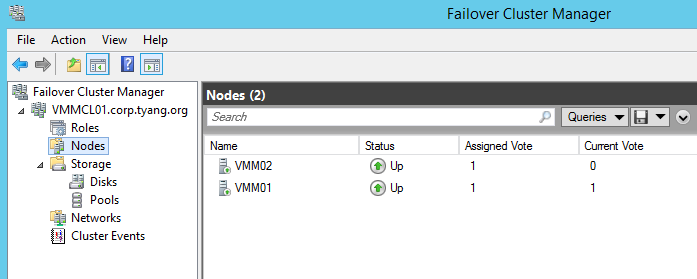 Failover Cluster Manager
File Action View Help
Failover Cluster Manager
VMMCL01.corp.tyang.org
Roles
Nodes
Storage
Disks
Pools
Networks
Cluster Events
Nodes (2)
Search Queries
Name Status Assigned Vote Current Vote
VMM02 Up 1 0
VMM01 Up 1 1